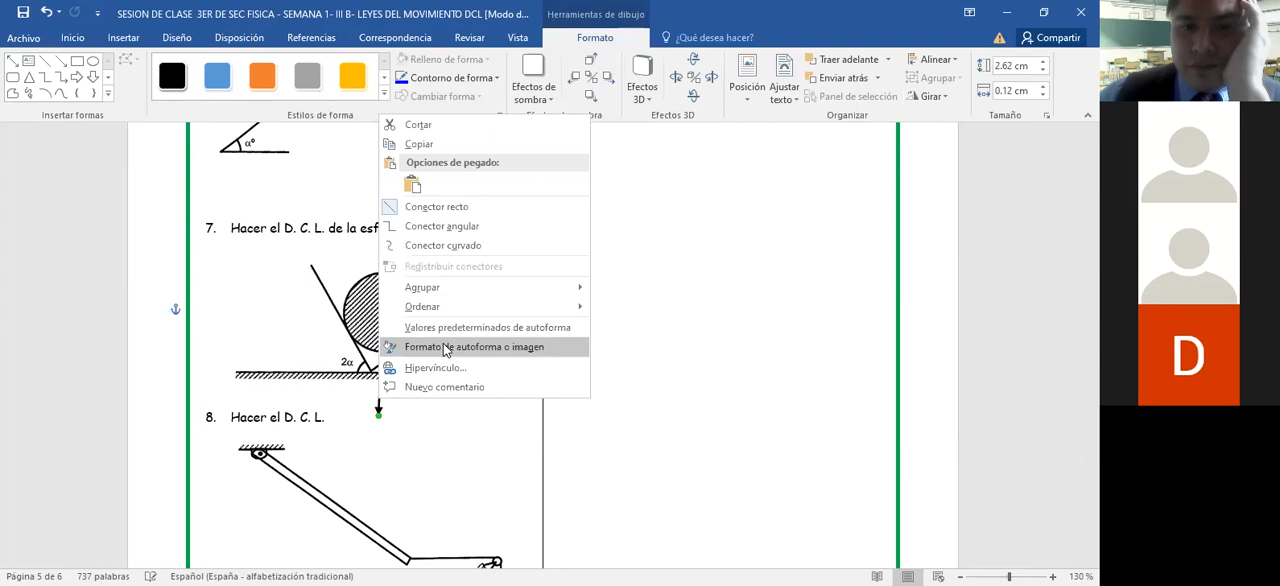 SESION DE CLASE 3ER DE SEC FISICA - SEMANA 1- III B- LEYES DEL MOVIMIENTO DCL [Modo d... Herramientas de dibujo
Archivo Inicio Insertar Diseño Disposición Referencias Correspondencia Revisar Vista Formato ¿Qué desea hacer? Compartir
Relleno de forma
Contorno de forma
Cambiar forma
Efectos de sombra
Efectos 3D
Posición
Ajustar texto
Traer adelante
Enviar atrás
Panel de selección
Alinear
Agrupar
Girar
2.62 cm
0.12 cm
Insertar formas Estilos de forma Efectos 3D Organizar Tamaño
Cortar
Copiar
Opciones de pegado:
Conector recto
Conector angular
Conector curvado
Redistribuir conectores
Agrupar
Ordenar
Valores predeterminados de autoforma
Formato de autoforma o imagen
Hipervínculo...
Nuevo comentario
α°
7. Hacer el D. C. L. de la esf
2α
8. Hacer el D. C. L.
D
Página 5 de 6 737 palabras Español (España - alfabetización tradicional) 130 %